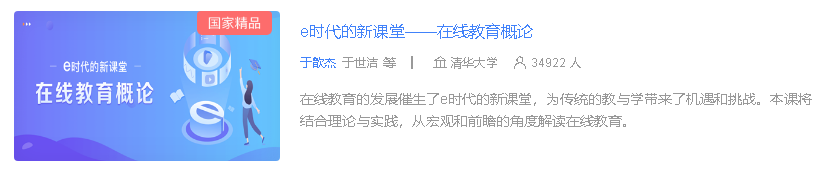 国家精品
e时代的新课堂
在线教育概论
e时代的新课堂——在线教育概论
于歆杰 于世洁 等 | 清华大学 34922 人
在线教育的发展催生了e时代的新课堂，为传统的教与学带来了机遇和挑战。本课将
结合理论与实践，从宏观和前瞻的角度解读在线教育。